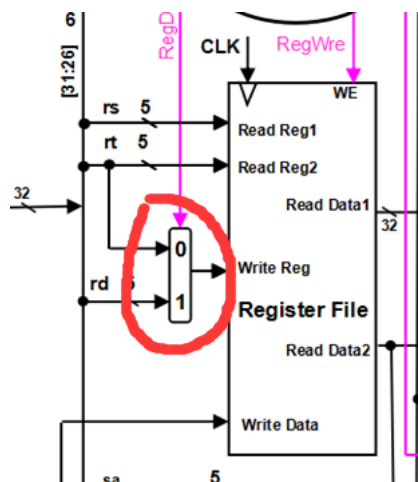 6
[31:26]
RegD
CLK
RegWre
WE
rs 5
Read Reg1
rt 5
Read Reg2
32
Read Data1
32
0
Write Reg
rd 5
1
Register File
Read Data2
Write Data
sa 5